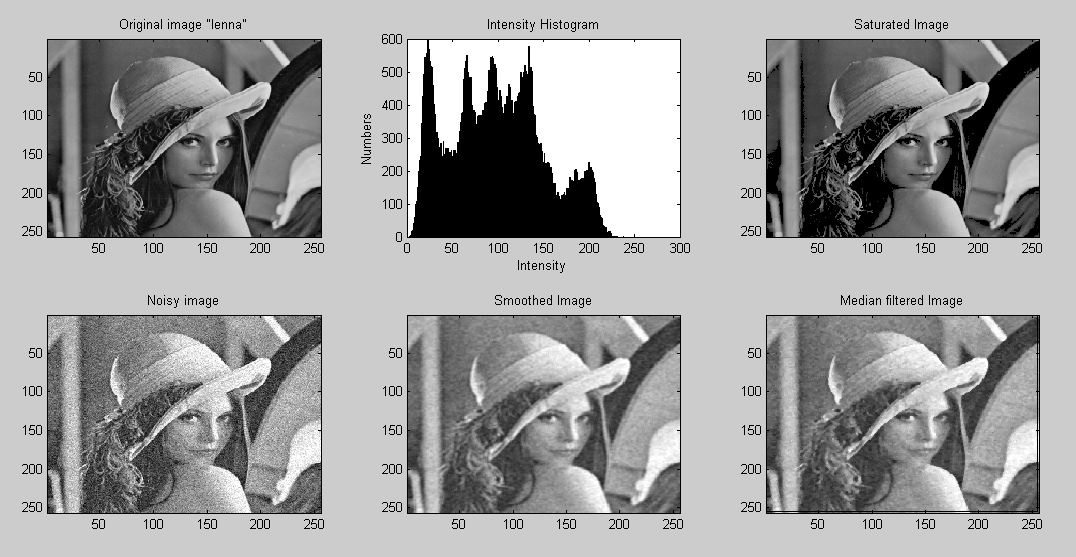 Original image "lenna"
Intensity Histogram
Saturated Image
50
100
150
200
250
50 100 150 200 250
Numbers
600
500
400
300
200
100
0
0 50 100 150 200 250 300
Intensity
50
100
150
200
250
50 100 150 200 250
Noisy image
Smoothed Image
Median filtered Image
50
100
150
200
250
50 100 150 200 250
50
100
150
200
250
50 100 150 200 250
50
100
150
200
250
50 100 150 200 250